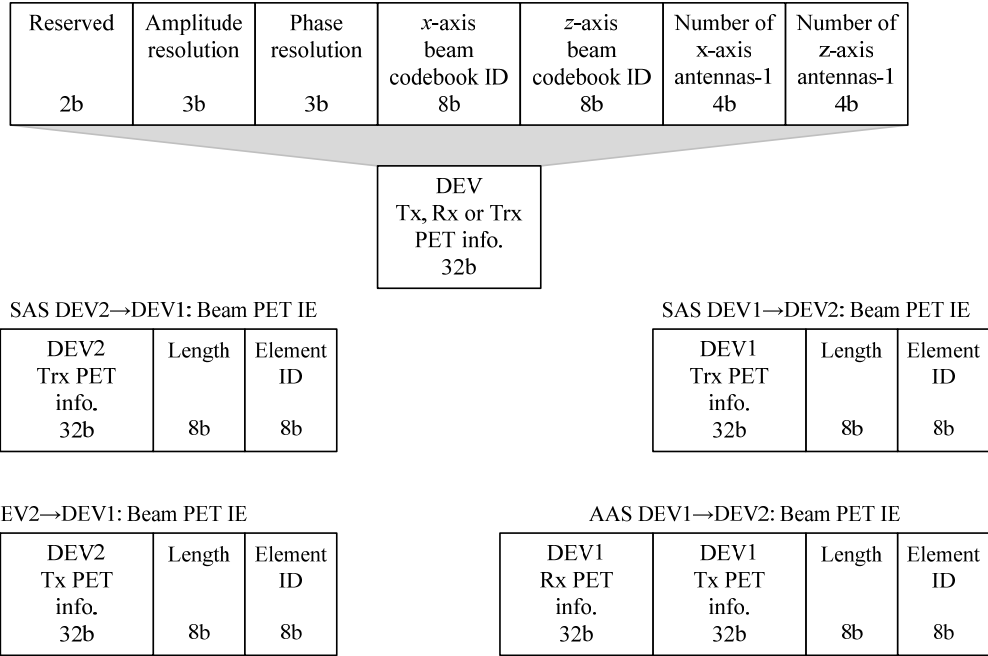 Reserved
2b
Amplitude
resolution
3b
Phase
resolution
3b
x-axis
beam
codebook ID
8b
z-axis
beam
codebook ID
8b
Number of
x-axis
antennas-1
4b
Number of
z-axis
antennas-1
4b
DEV
Tx, Rx or Trx
PET info.
32b
SAS DEV2→DEV1: Beam PET IE
DEV2
Trx PET
info.
32b
Length
8b
Element
ID
8b
SAS DEV1→DEV2: Beam PET IE
DEV1
Trx PET
info.
32b
Length
8b
Element
ID
8b
EV2→DEV1: Beam PET IE
DEV2
Tx PET
info.
32b
Length
8b
Element
ID
8b
AAS DEV1→DEV2: Beam PET IE
DEV1
Rx PET
info.
32b
DEV1
Tx PET
info.
32b
Length
8b
Element
ID
8b